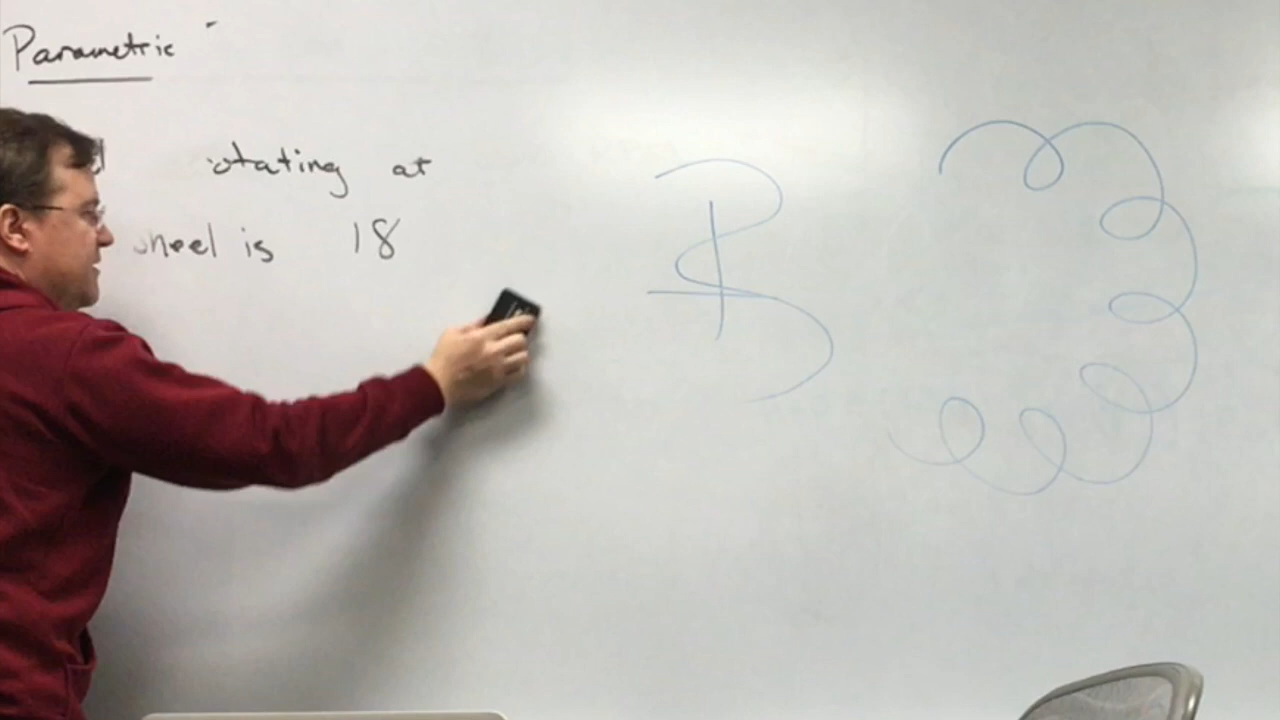 Parametric
otating at
heel is 18